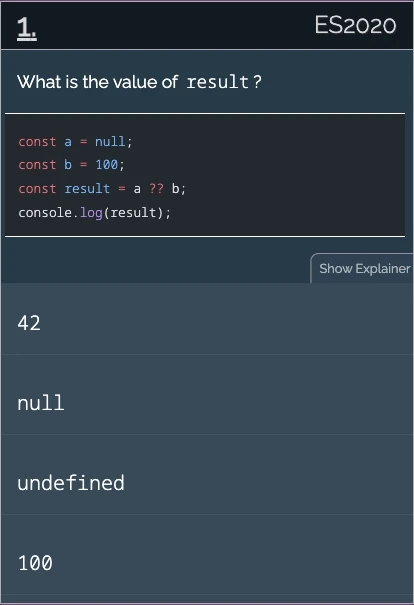 1. ES2020
What is the value of result?
const a = null;
const b = 100;
const result = a ?? b;
console.log(result);
Show Explainer
42
null
undefined
100